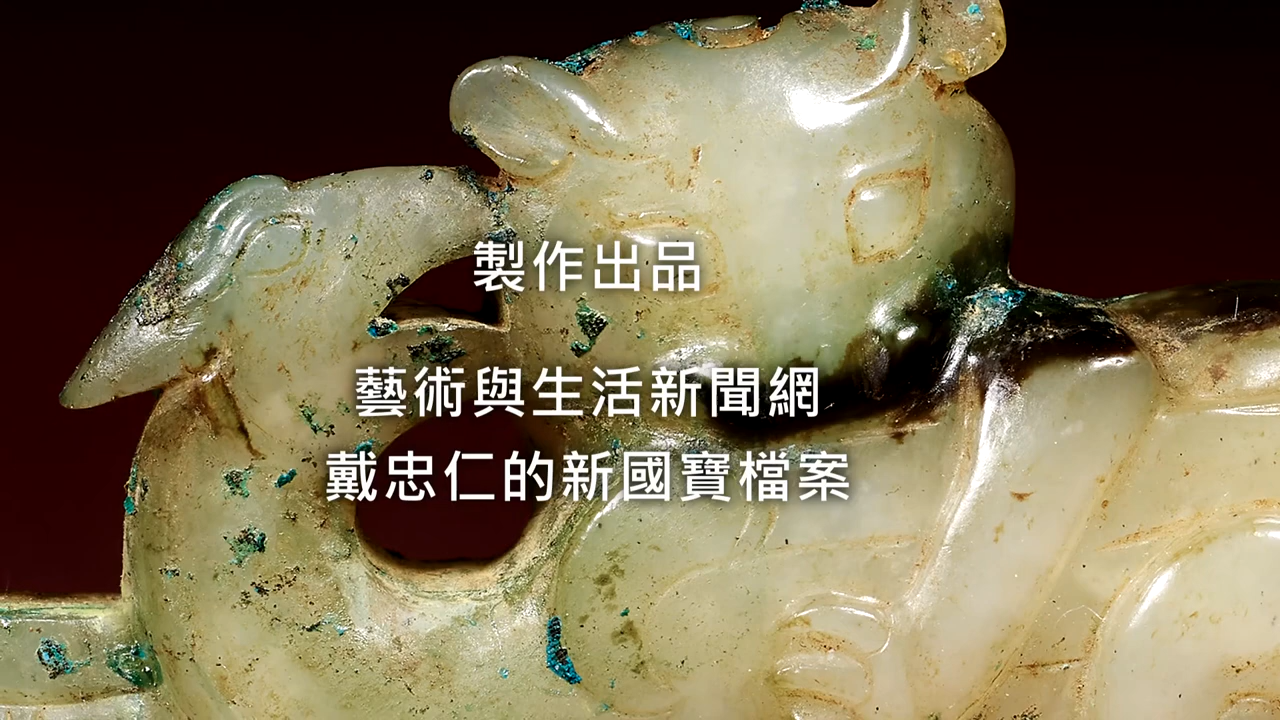 製作出品
藝術與生活新聞網
戴忠仁的新國寶檔案